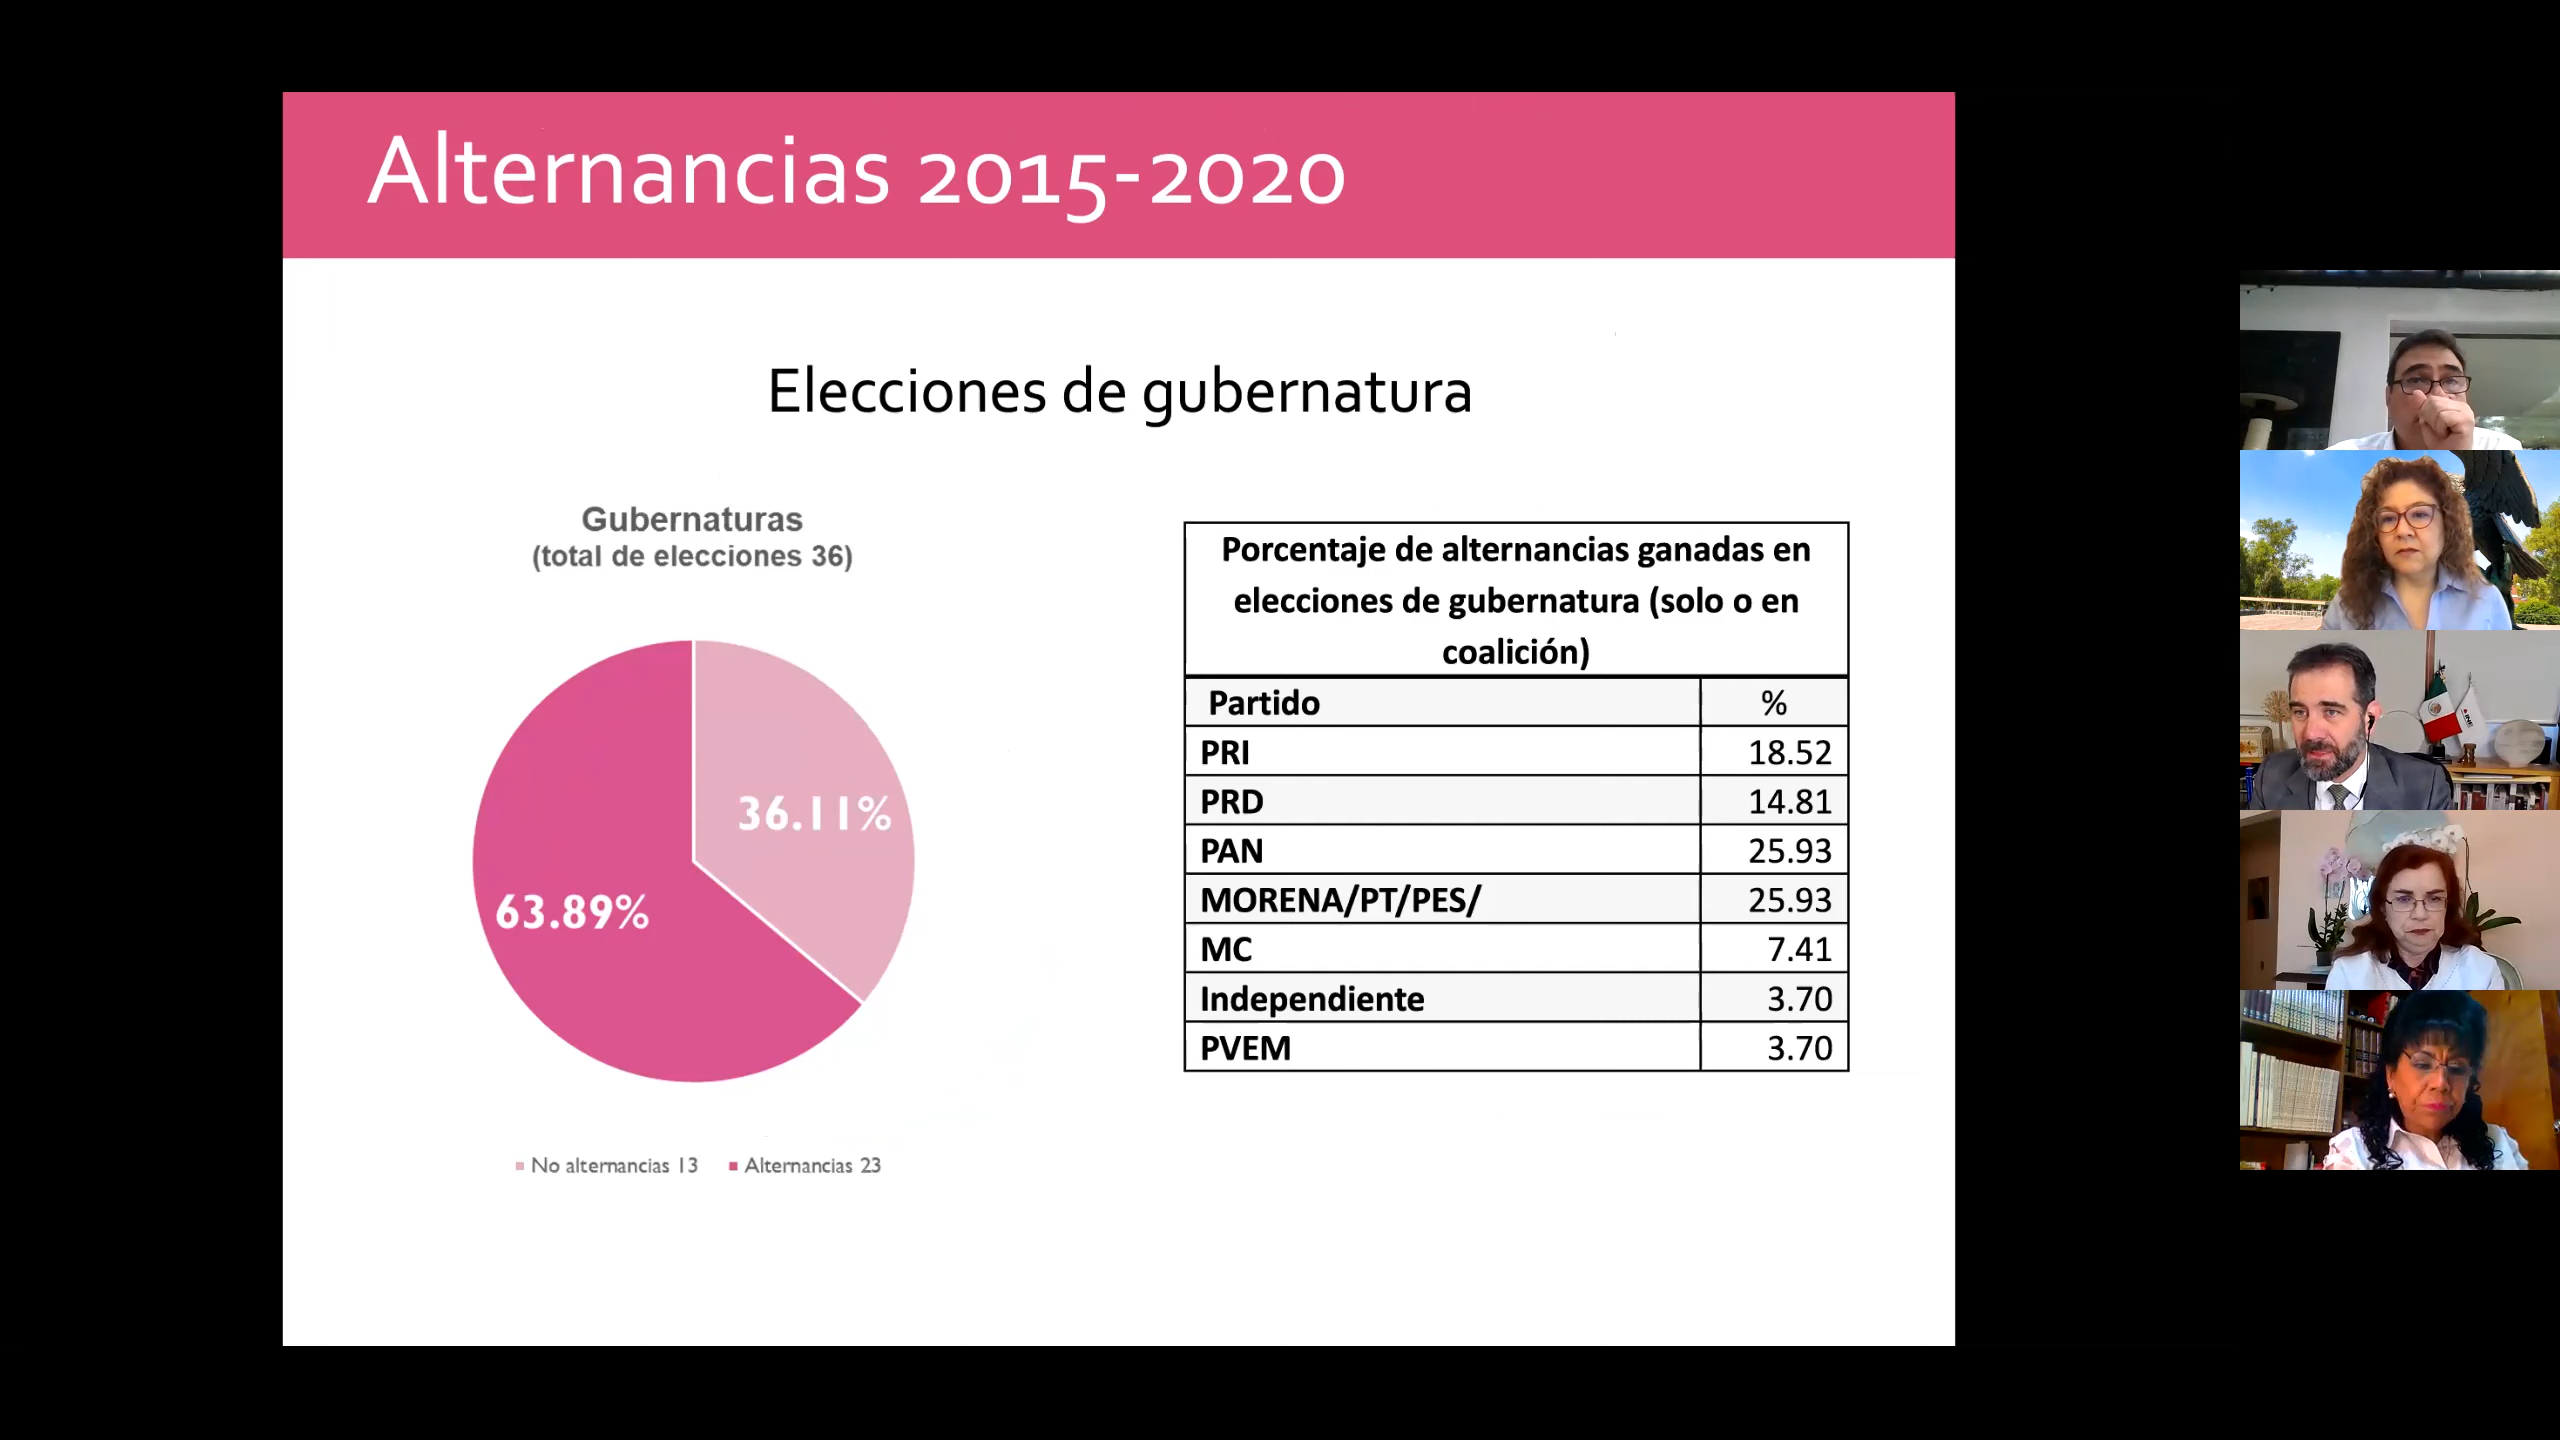 Alternancias 2015-2020
Elecciones de gubernatura
Gubernaturas
(total de elecciones 36)
36.11%
63.89%
No alternancias 13 Alternancias 23
Porcentaje de alternancias ganadas en
elecciones de gubernatura (solo o en
coalición)
Partido %
PRI 18.52
PRD 14.81
PAN 25.93
MORENA/PT/PES/ 25.93
MC 7.41
Independiente 3.70
PVEM 3.70
INE